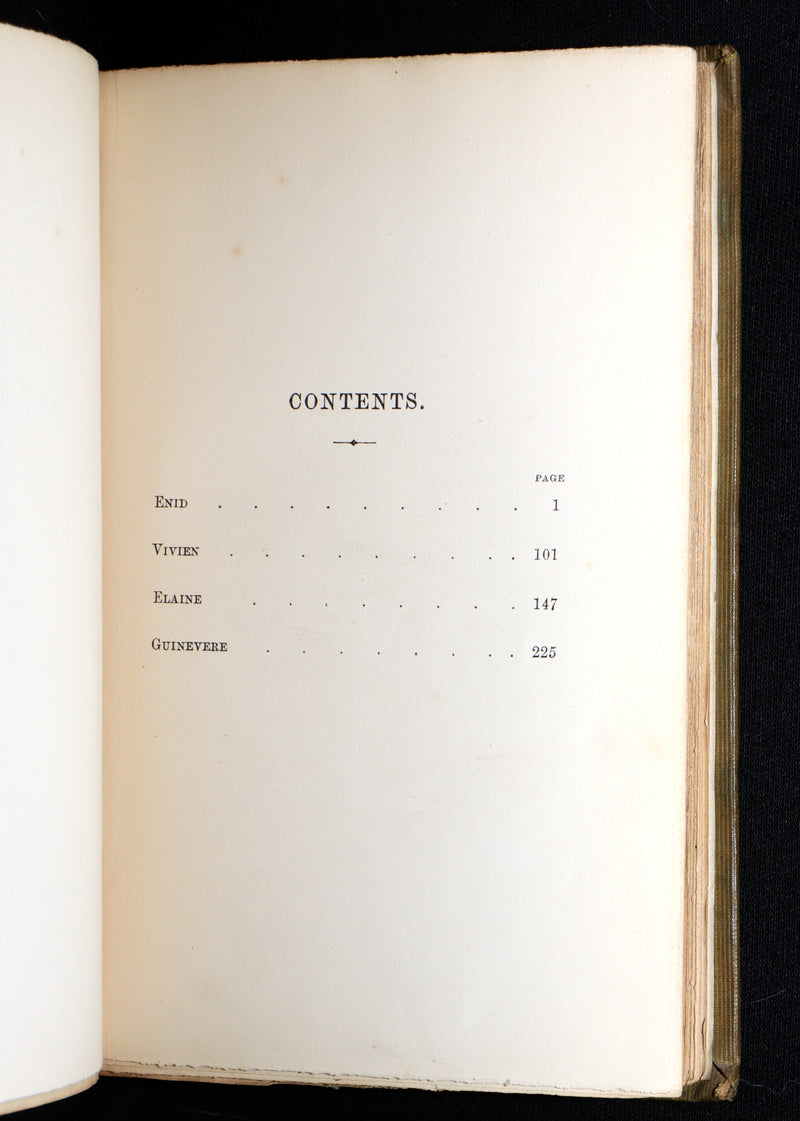 CONTENTS.
PAGE
ENID . . . . . . . . . 1
VIVIEN . . . . . . . . . 101
ELAINE . . . . . . . . 147
GUINEVERE . . . . . . . . 225